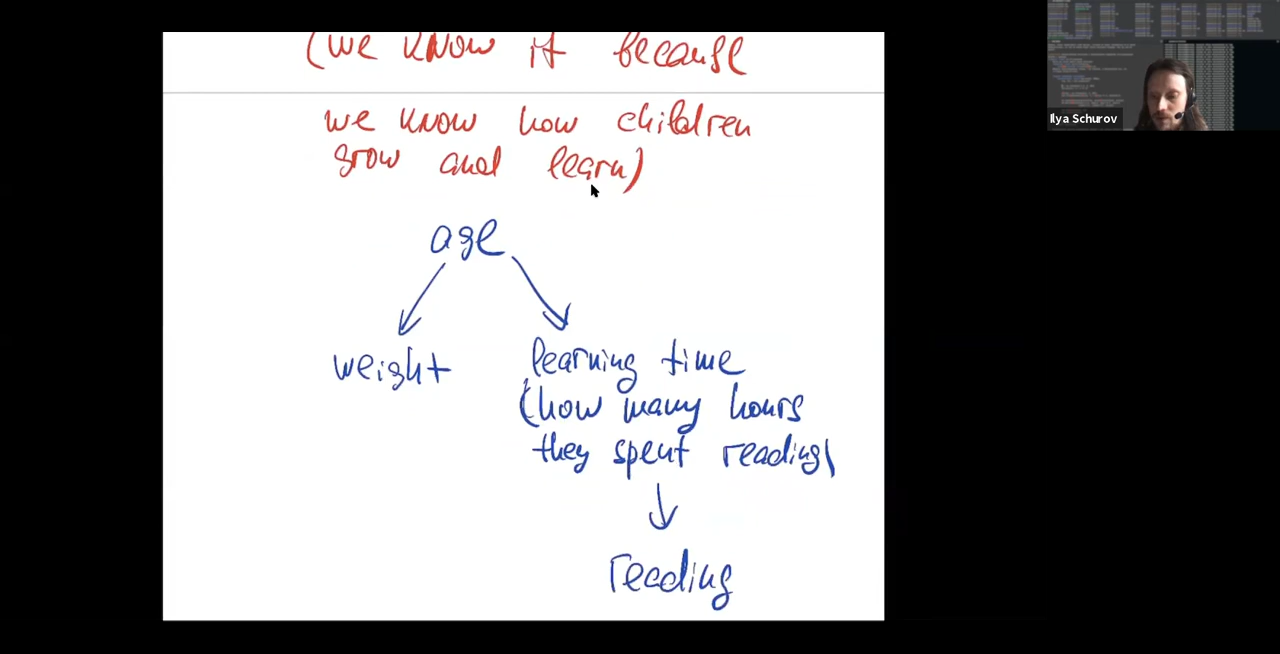 (we know it because
we know how children
grow and learn)
age
weight
learning time
(how many hours
they spent reading)
reading
Ilya Schurov